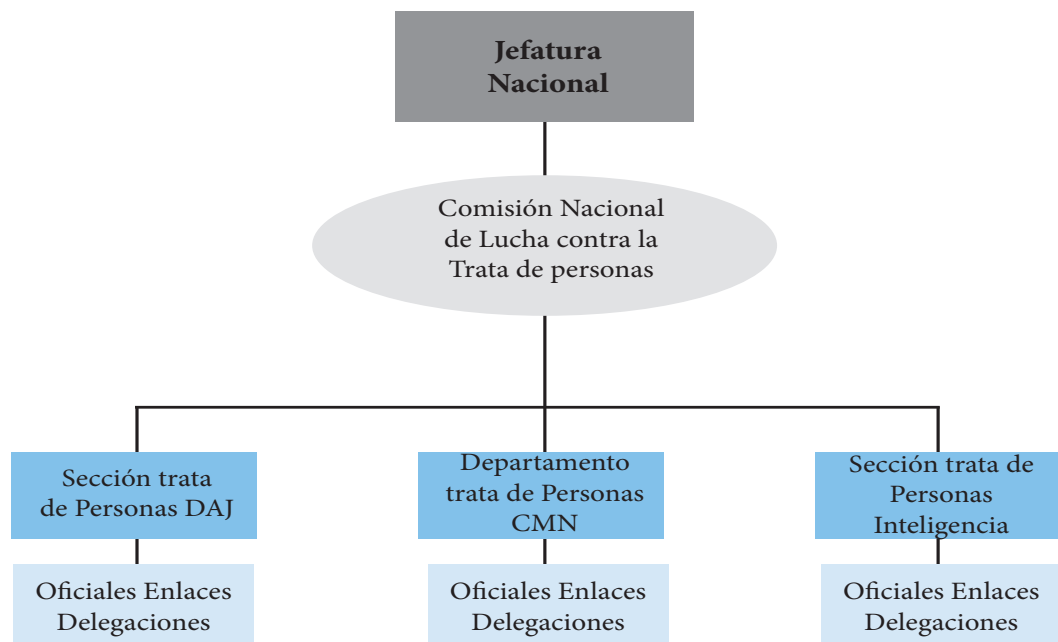 Jefatura
Nacional
Comisión Nacional
de Lucha contra la
Trata de personas
Sección trata
de Personas DAJ
Departamento
trata de Personas
CMN
Sección trata de
Personas
Inteligencia
Oficiales Enlaces
Delegaciones
Oficiales Enlaces
Delegaciones
Oficiales Enlaces
Delegaciones